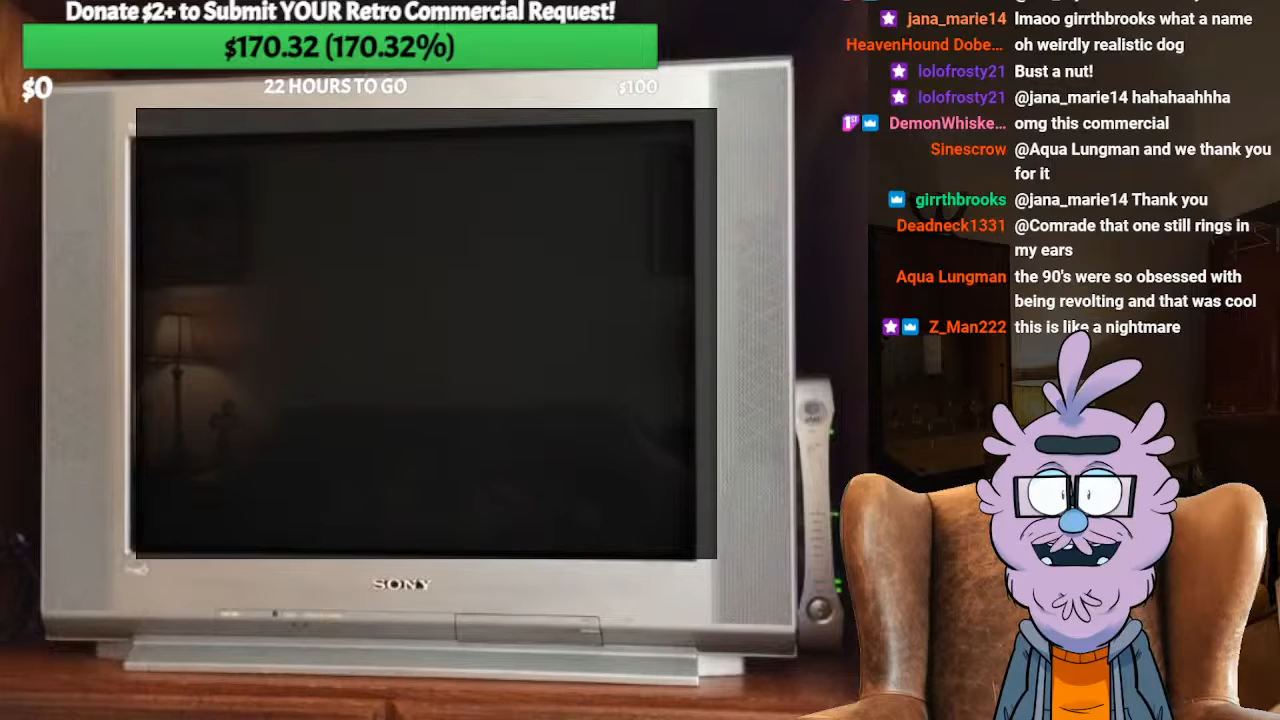 Donate $2+ to Submit YOUR Retro Commercial Request!
$170.32 (170.32%)
$0
22 HOURS TO GO
$100
SONY
jana_marie14 lmaoo girrthbrooks what a name
HeavenHound Dobe... oh weirdly realistic dog
lolofrosty21 Bust a nut!
lolofrosty21 @jana_marie14 hahahaahhha
DemonWhiske... omg this commercial
Sinescrow @Aqua Lungman and we thank you
for it
girrthbrooks @jana_marie14 Thank you
Deadneck1331 @Comrade that one still rings in
my ears
Aqua Lungman the 90's were so obsessed with
being revolting and that was cool
Z_Man222 this is like a nightmare